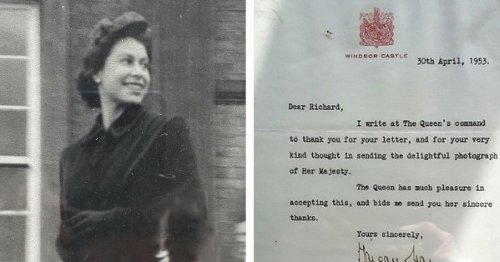 WINDSOR CASTLE
30th April, 1953.
Dear Richard,
I write at The Queen's command
to thank you for your letter, and for your very
kind thought in sending the delightful photograph
of Her Majesty.
The Queen has much pleasure in
accepting this, and bids me send you her sincere
thanks.
Yours sincerely,